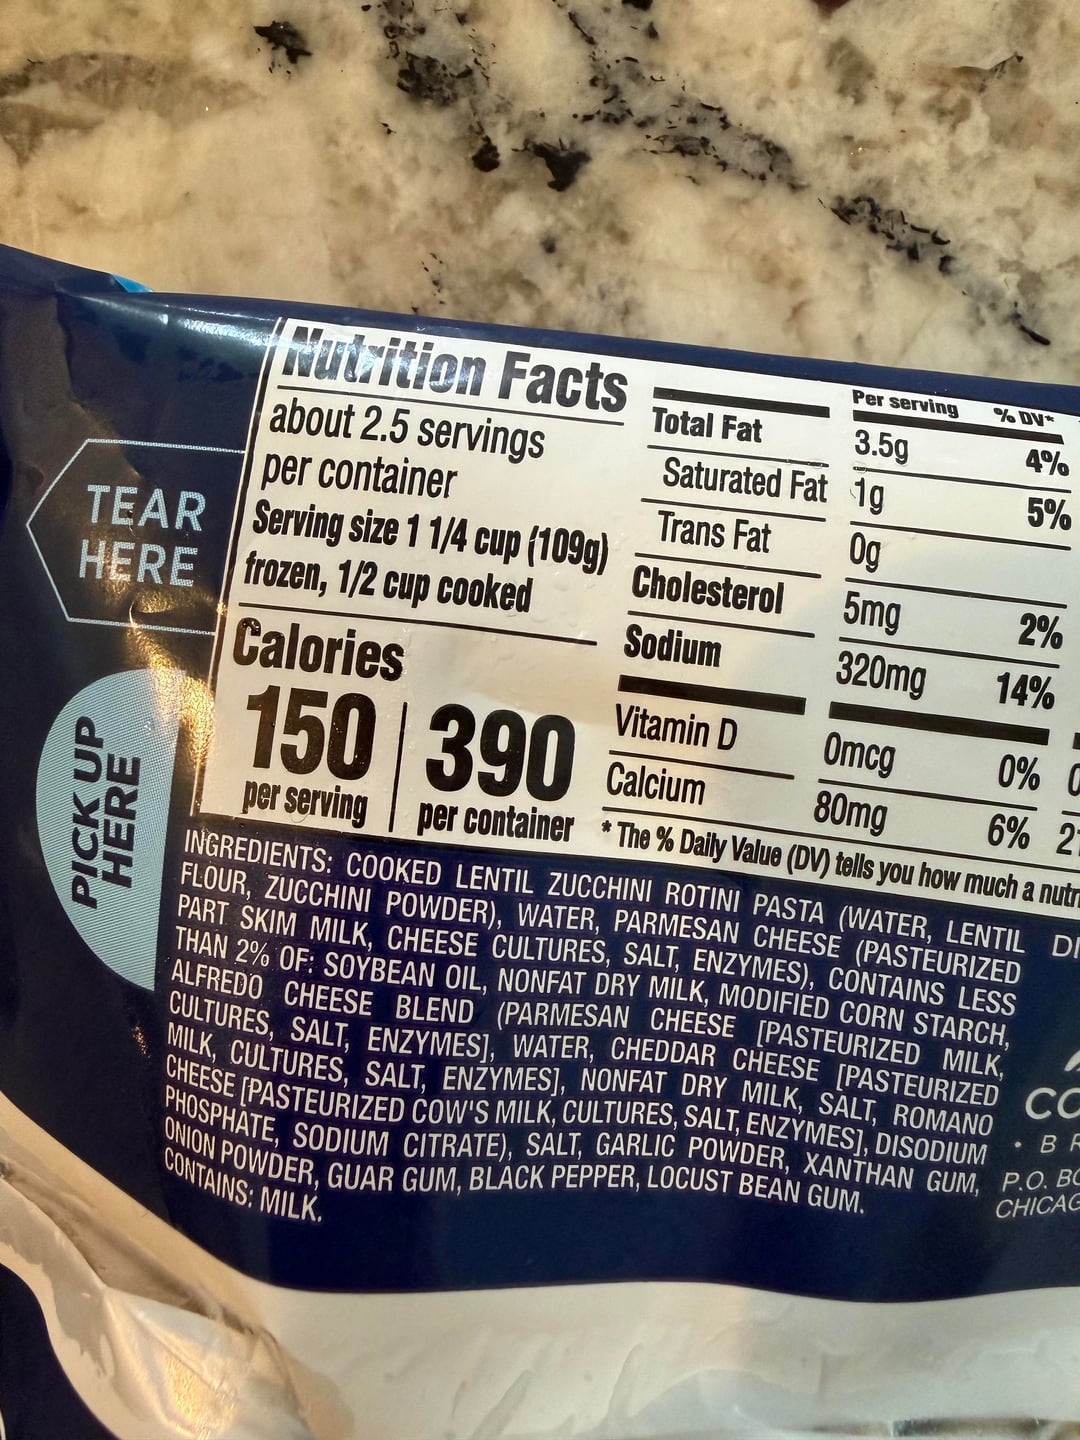 TEAR
HERE
PICK UP
HERE
Nutrition Facts
about 2.5 servings
per container
Serving size 1 1/4 cup (109g)
frozen, 1/2 cup cooked
Calories
150 390
per serving per container
Per serving % DV*
Total Fat 3.5g 4%
Saturated Fat 1g 5%
Trans Fat 0g
Cholesterol 5mg 2%
Sodium 320mg 14%
Vitamin D 0mcg 0%
Calcium 80mg 6%
* The % Daily Value (DV) tells you how much a
INGREDIENTS: COOKED LENTIL ZUCCHINI ROTINI PASTA (WATER, LENTIL
FLOUR, ZUCCHINI POWDER), WATER, PARMESAN CHEESE (PASTEURIZED
PART SKIM MILK, CHEESE CULTURES, SALT, ENZYMES), CONTAINS LESS
THAN 2% OF: SOYBEAN OIL, NONFAT DRY MILK, MODIFIED CORN STARCH,
ALFREDO CHEESE BLEND (PARMESAN CHEESE [PASTEURIZED MILK,
CULTURES, SALT, ENZYMES], WATER, CHEDDAR CHEESE [PASTEURIZED
MILK, CULTURES, SALT, ENZYMES], NONFAT DRY MILK, SALT, ROMANO
CHEESE [PASTEURIZED COW'S MILK, CULTURES, SALT, ENZYMES], DISODIUM
PHOSPHATE, SODIUM CITRATE), SALT, GARLIC POWDER, XANTHAN GUM,
ONION POWDER, GUAR GUM, BLACK PEPPER, LOCUST BEAN GUM.
CONTAINS: MILK.
P.O.